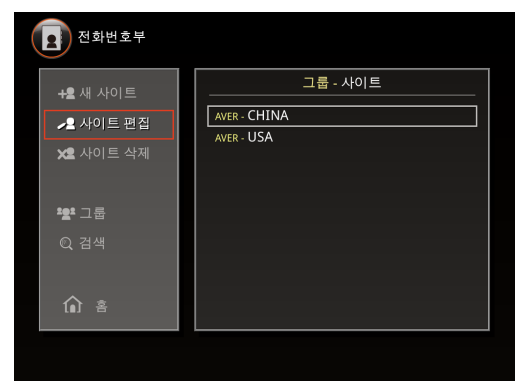 전화번호부
새 사이트
사이트 편집
사이트 삭제
그룹
검색
홈
그룹 - 사이트
AVER - CHINA
AVER - USA